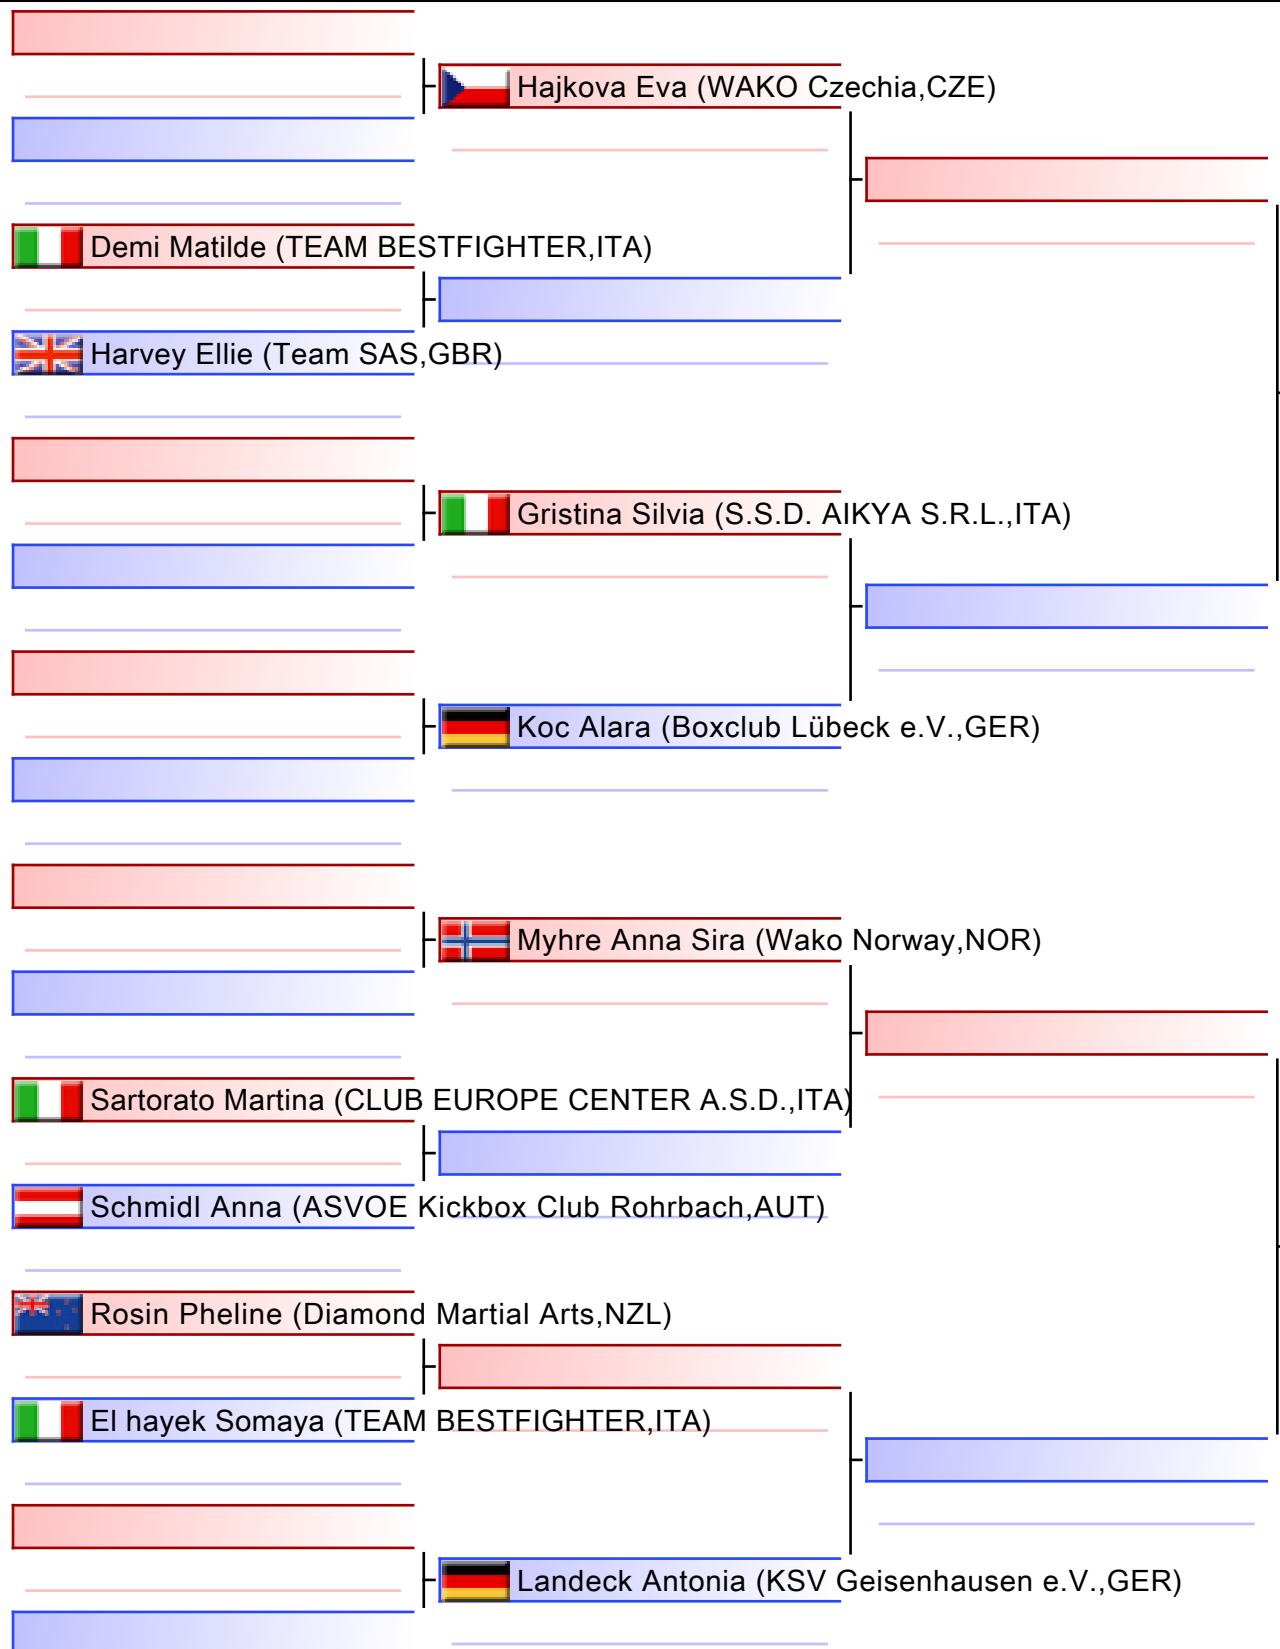 Hajkova Eva (WAKO Czechia,CZE)
Demi Matilde (TEAM BESTFIGHTER,ITA)
Harvey Ellie (Team SAS,GBR)
Gristina Silvia (S.S.D. AIKYA S.R.L.,ITA)
Koc Alara (Boxclub Lübeck e.V.,GER)
Myhre Anna Sira (Wako Norway,NOR)
Sartorato Martina (CLUB EUROPE CENTER A.S.D.,ITA)
Schmidl Anna (ASVOE Kickbox Club Rohrbach,AUT)
Rosin Pheline (Diamond Martial Arts,NZL)
El hayek Somaya (TEAM BESTFIGHTER,ITA)
Landeck Antonia (KSV Geisenhausen e.V.,GER)